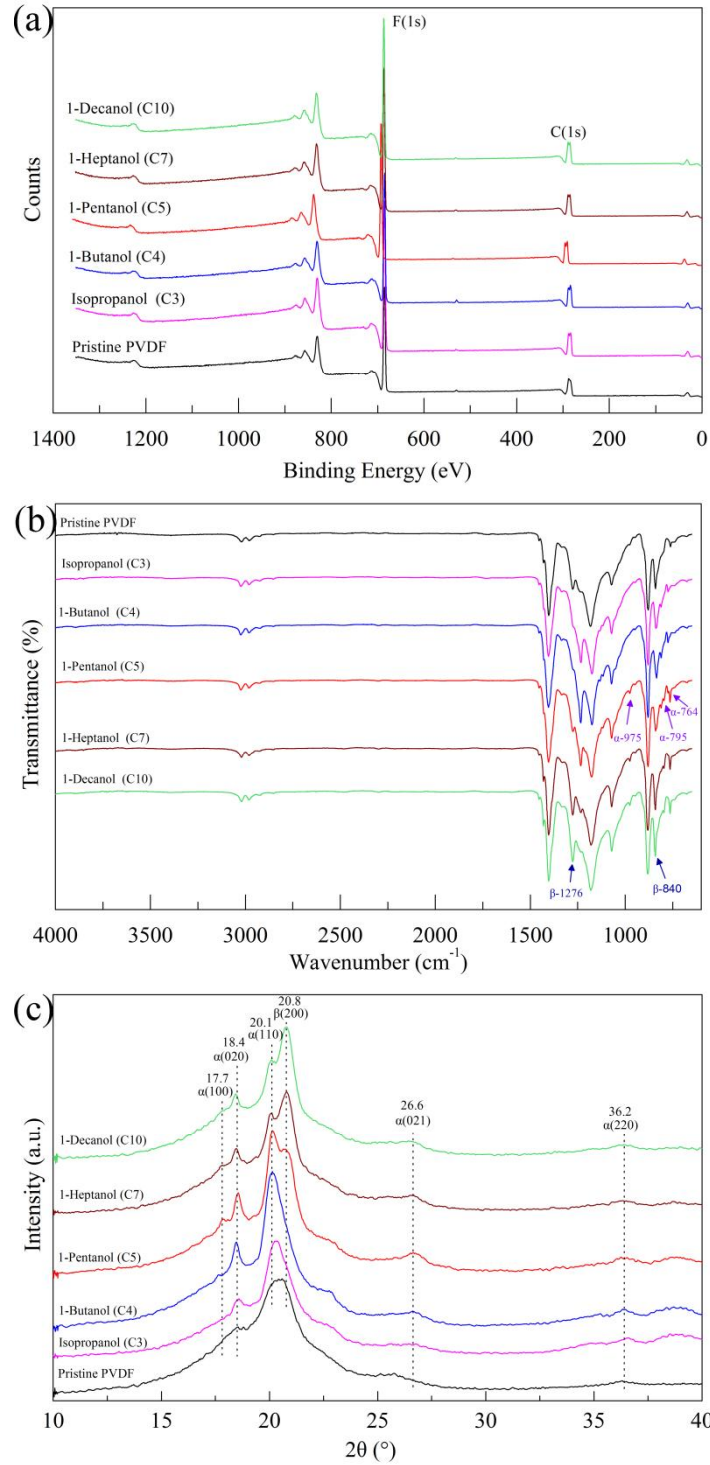 (a)
F(1s)
1-Decanol (C10)
C(1s)
1-Heptanol (C7)
1-Pentanol (C5)
1-Butanol (C4)
Isopropanol (C3)
Pristine PVDF
Counts
1400 1200 1000 800 600 400 200 0
Binding Energy (eV)
(b)
Pristine PVDF
Isopropanol (C3)
1-Butanol (C4)
1-Pentanol (C5)
α-764
α-975 α-795
1-Heptanol (C7)
1-Decanol (C10)
β-1276 β-840
Transmittance (%)
4000 3500 3000 2500 2000 1500 1000
Wavenumber (cm⁻¹)
(c)
20.8
β(200)
20.1
α(110)
18.4
α(020)
17.7
α(100)
26.6
α(021)
36.2
α(220)
1-Decanol (C10)
1-Heptanol (C7)
1-Pentanol (C5)
1-Butanol (C4)
Isopropanol (C3)
Pristine PVDF
Intensity (a.u.)
10 15 20 25 30 35 40
2θ (°)